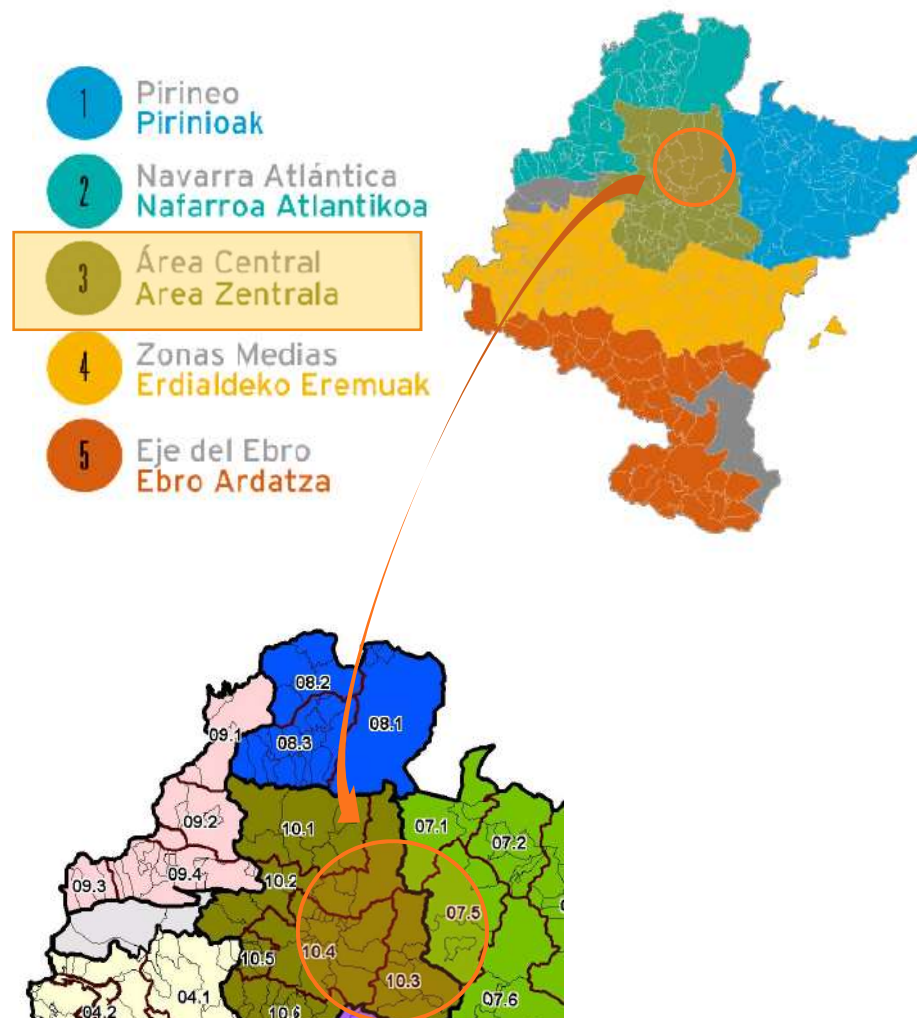 1
Pirineo
Pirinioak
2
Navarra Atlántica
Nafarroa Atlantikoa
3
Área Central
Area Zentrala
4
Zonas Medias
Erdialdeko Eremuak
5
Eje del Ebro
Ebro Ardatza
08.2
08.1
09.1
08.3
09.2
10.1
07.1
07.2
09.3
09.4
10.2
07.5
10.5
10.4
10.3
04.1
04.2
10.6
07.6